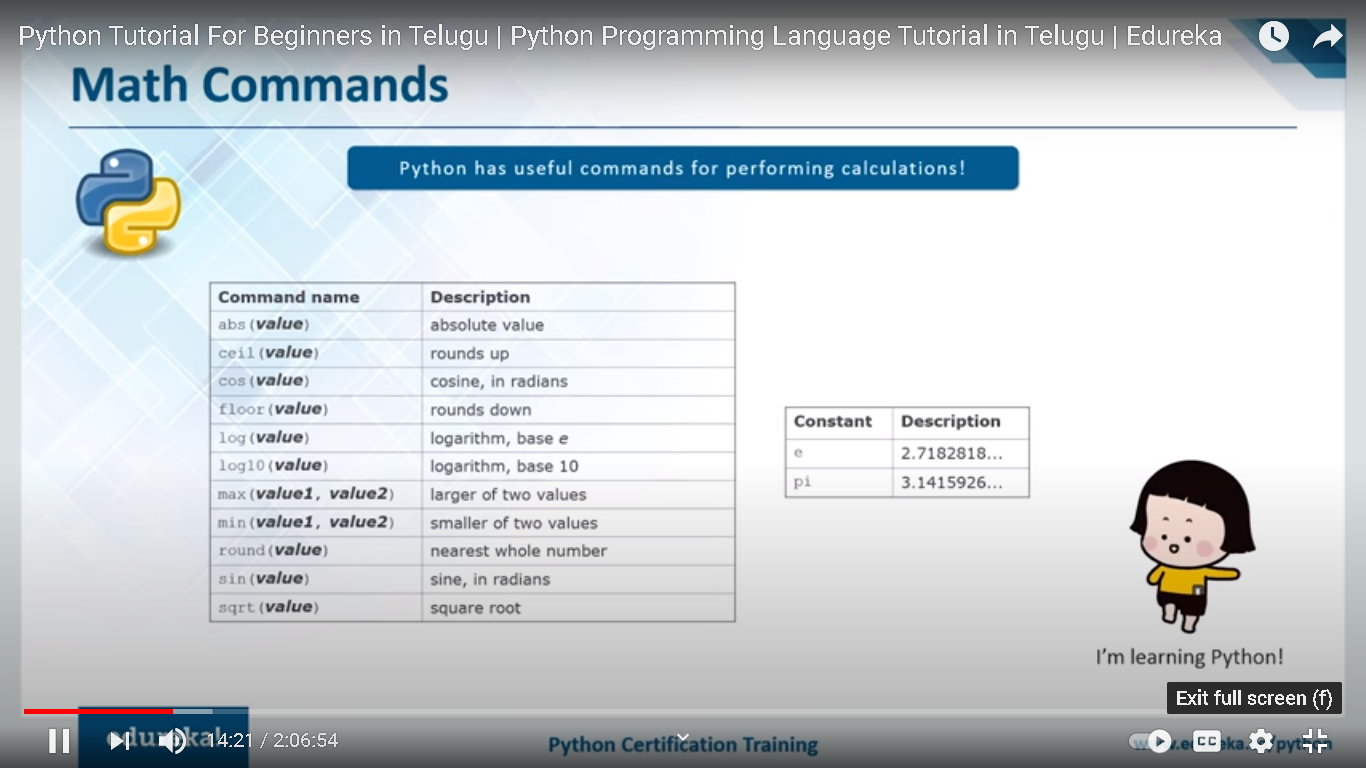 Python Tutorial For Beginners in Telugu | Python Programming Language Tutorial in Telugu | Edureka
Math Commands
Python has useful commands for performing calculations!
Command name Description
abs(value) absolute value
ceil(value) rounds up
cos(value) cosine, in radians
floor(value) rounds down
log(value) logarithm, base e
log10(value) logarithm, base 10
max(value1, value2) larger of two values
min(value1, value2) smaller of two values
round(value) nearest whole number
sin(value) sine, in radians
sqrt(value) square root
Constant Description
e 2.7182818...
pi 3.1415926...
I'm learning Python!
Exit full screen (f)
edureka!
14:21 / 2:06:54
Python Certification Training
CC